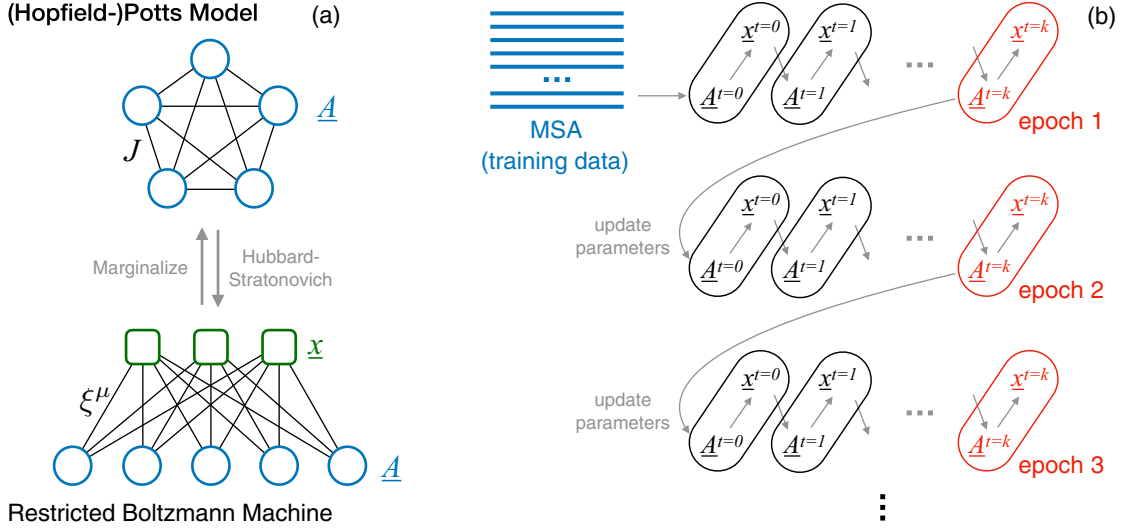 (Hopfield-)Potts Model
(a)
A
J
Marginalize
Hubbard-
Stratonovich
x
ξ^μ
A
Restricted Boltzmann Machine
(b)
...
MSA
(training data)
x^t=0 x^t=1 ... x^t=k
A^t=0 A^t=1 A^t=k
epoch 1
update
parameters
x^t=0 x^t=1 ... x^t=k
A^t=0 A^t=1 A^t=k
epoch 2
update
parameters
x^t=0 x^t=1 ... x^t=k
A^t=0 A^t=1 A^t=k
epoch 3
⋮